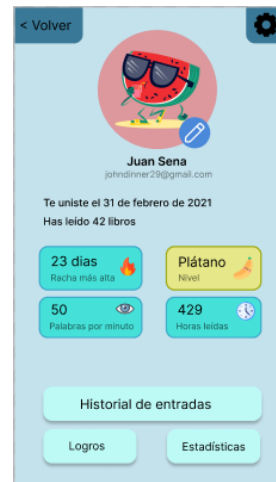 < Volver
Juan Sena
johndinner29@gmail.com
Te uniste el 31 de febrero de 2021
Has leído 42 libros
23 dias
Racha más alta
Plátano
Nivel
50
Palabras por minuto
429
Horas leídas
Historial de entradas
Logros
Estadísticas